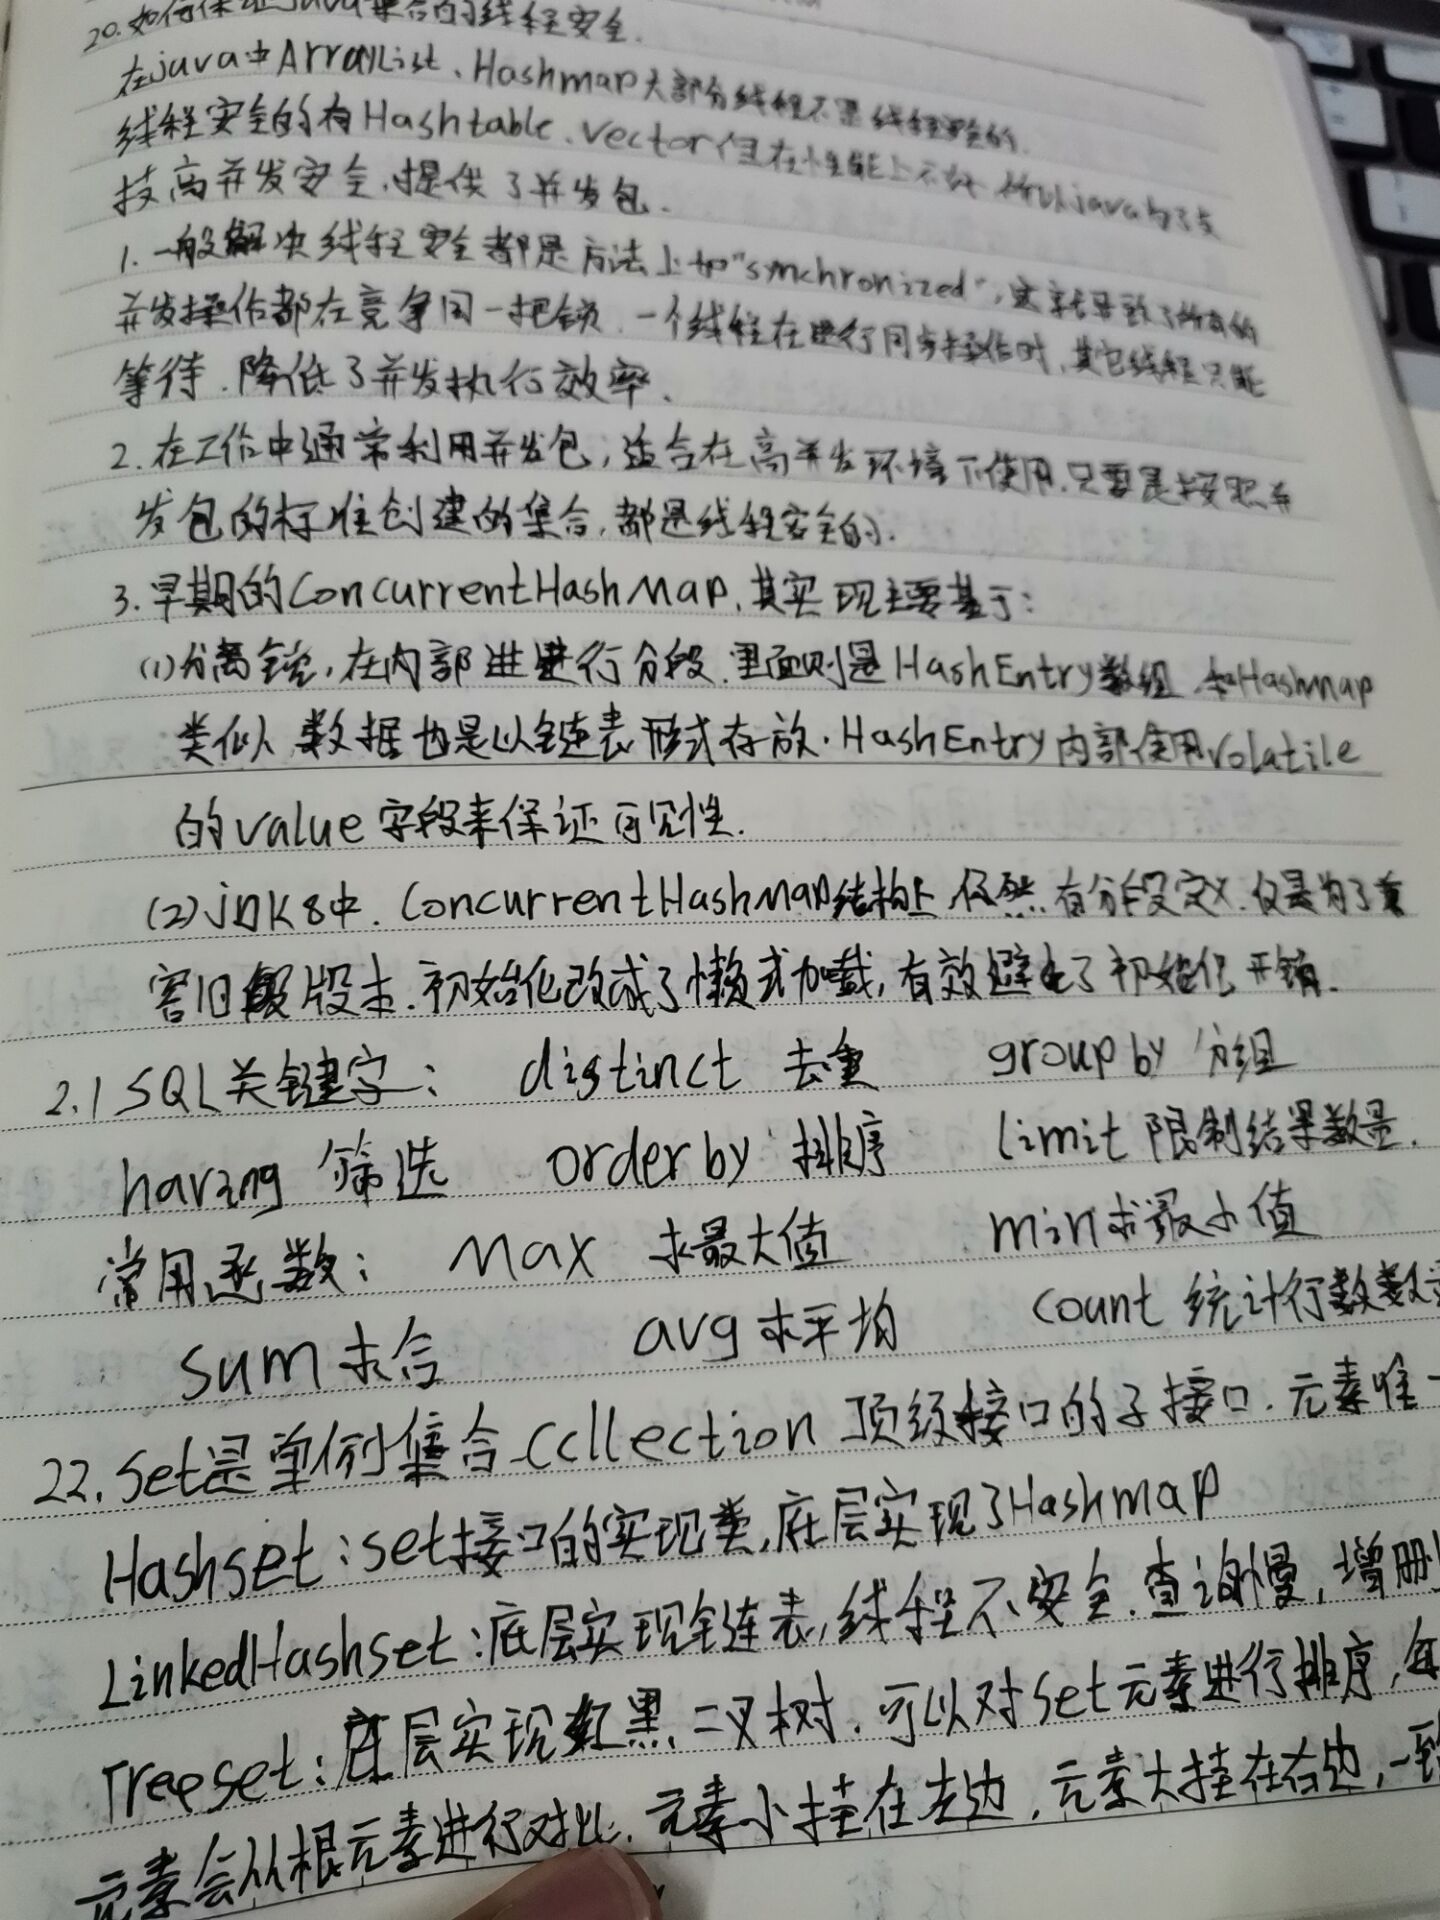 20.如何保证Java集合的线程安全.
在java中ArrayList、Hashmap大部分线程不是线程安全的.
线程安全的有Hashtable、vector但在性能上不好 所以java为了去
技高并发安全,提供了并发包.
1.一般解决线程安全都是方法上加"synchronized",这就导致了所有的
并发操作都在竞争同一把锁.一个线程在进行同步操作时,其它线程只能
等待.降低了并发执行效率.
2.在工作中通常利用并发包,适合在高并发环境下使用.只要是按照并
发包的标准创建的集合,都是线程安全的.
3.早期的ConcurrentHashMap,其实现主要基于:
(1)分离锁,在内部进进行分段.里面则是HashEntry数组 和Hashmap
类似 数据也是以链表形式存放.HashEntry内部使用volatile
的value字段来保证可见性.
(2)jdk8中.ConcurrentHashMap结构上仍然有分段定义.仅是为了兼
容旧版本.初始化改成了懒式加载,有效避免了初始化开销.
2.1 SQL关键字: distinct 去重 group by 分组
having 筛选 order by 排序 limit 限制结果数量.
常用函数: Max 求最大值 min求最小值
sum求合 avg求平均 count 统计行数数
22.set是单例集合Collection顶级接口的子接口.元素唯一
Hashset:set接口的实现类,底层实现了Hashmap
LinkedHashset:底层实现链表,线程不安全.查询慢,增删
Treeset:底层实现红黑二叉树.可以对set元素进行排序,每
元素会从根元素进行对比.元素小挂在左边,元素大挂在右边,一致